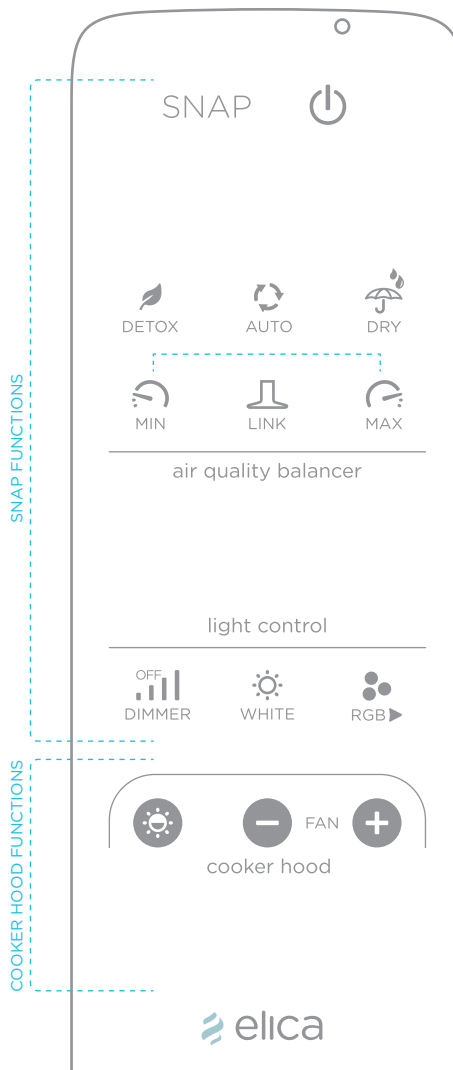 SNAP
DETOX AUTO DRY
MIN LINK MAX
air quality balancer
SNAP FUNCTIONS
light control
OFF
DIMMER WHITE RGB
FAN
cooker hood
COOKER HOOD FUNCTIONS
elica